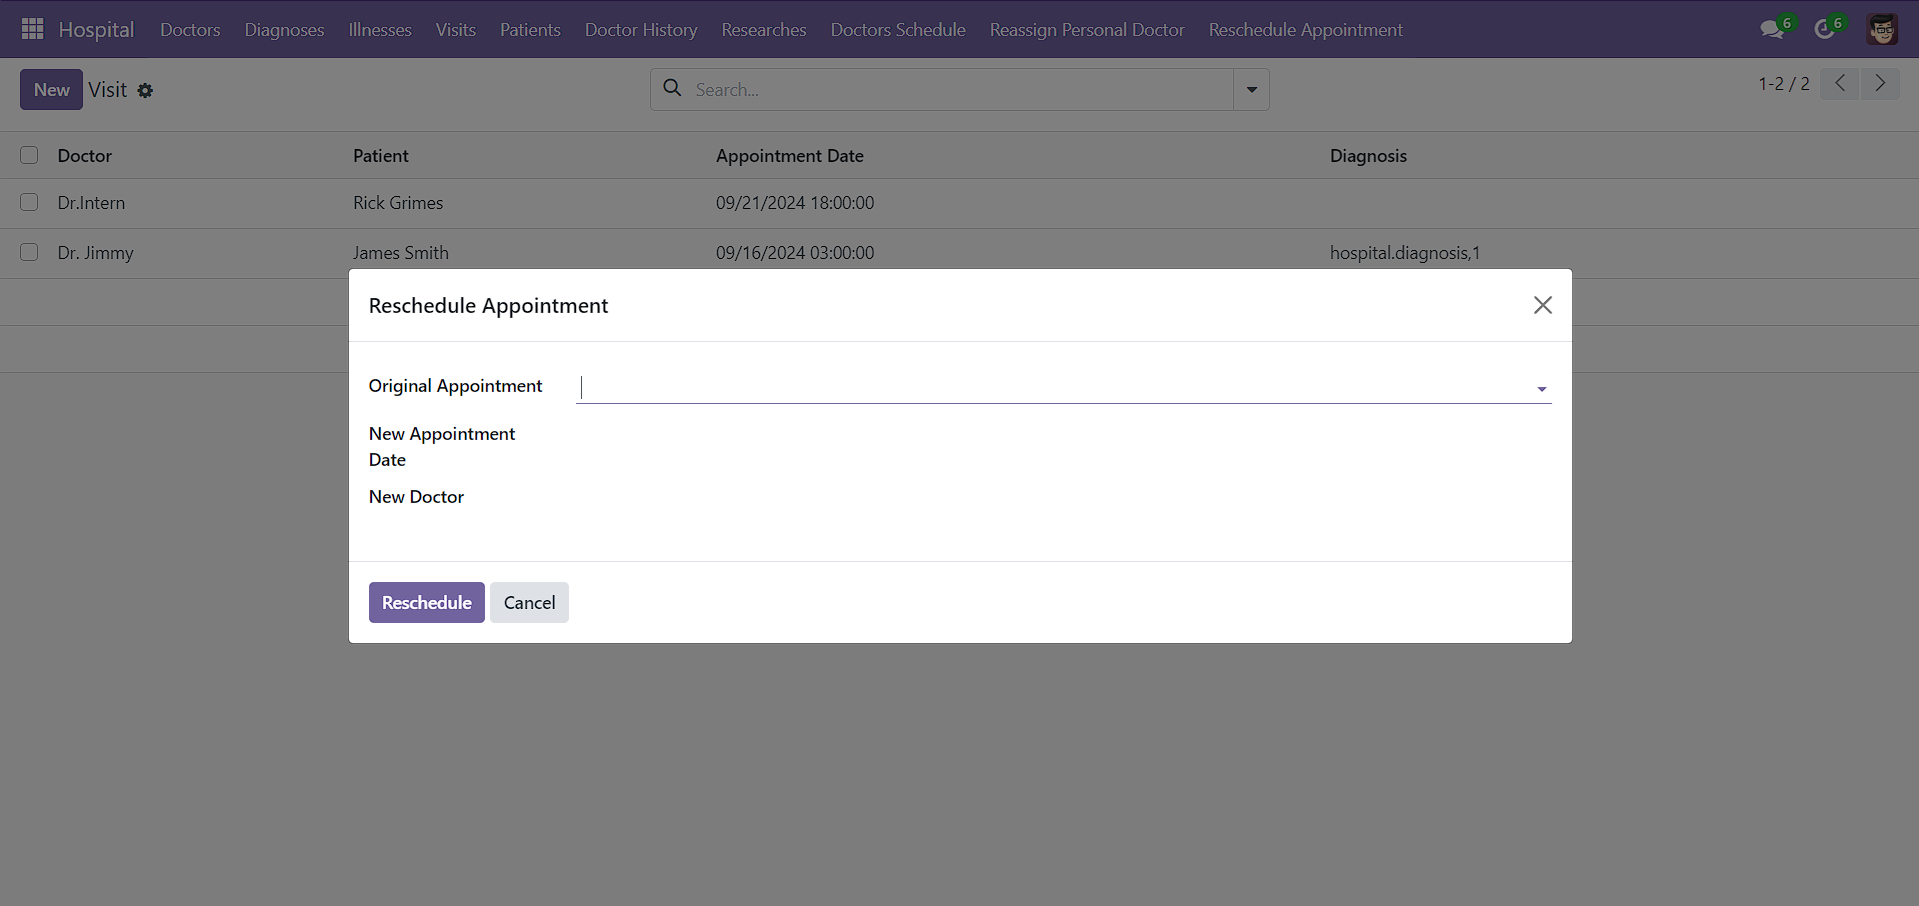 Hospital Doctors Diagnoses Illnesses Visits Patients Doctor History Researches Doctors Schedule Reassign Personal Doctor Reschedule Appointment 6 6
New Visit Search... 1-2 / 2
Doctor Patient Appointment Date Diagnosis
Dr.Intern Rick Grimes 09/21/2024 18:00:00
Dr. Jimmy James Smith 09/16/2024 03:00:00 hospital.diagnosis,1
Reschedule Appointment
Original Appointment
New Appointment
Date
New Doctor
Reschedule Cancel